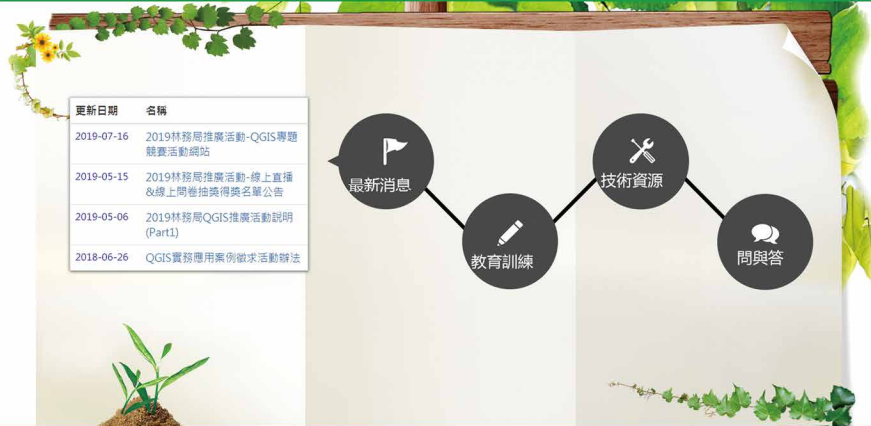 更新日期 名稱
2019-07-16 2019林務局推廣活動-QGIS專題
競賽活動網站
2019-05-15 2019林務局推廣活動-線上直播
&線上問卷抽獎得獎名單公告
2019-05-06 2019林務局QGIS推廣活動說明
(Part1)
2018-06-26 QGIS實務應用案例徵求活動辦法
最新消息
教育訓練
技術資源
問與答